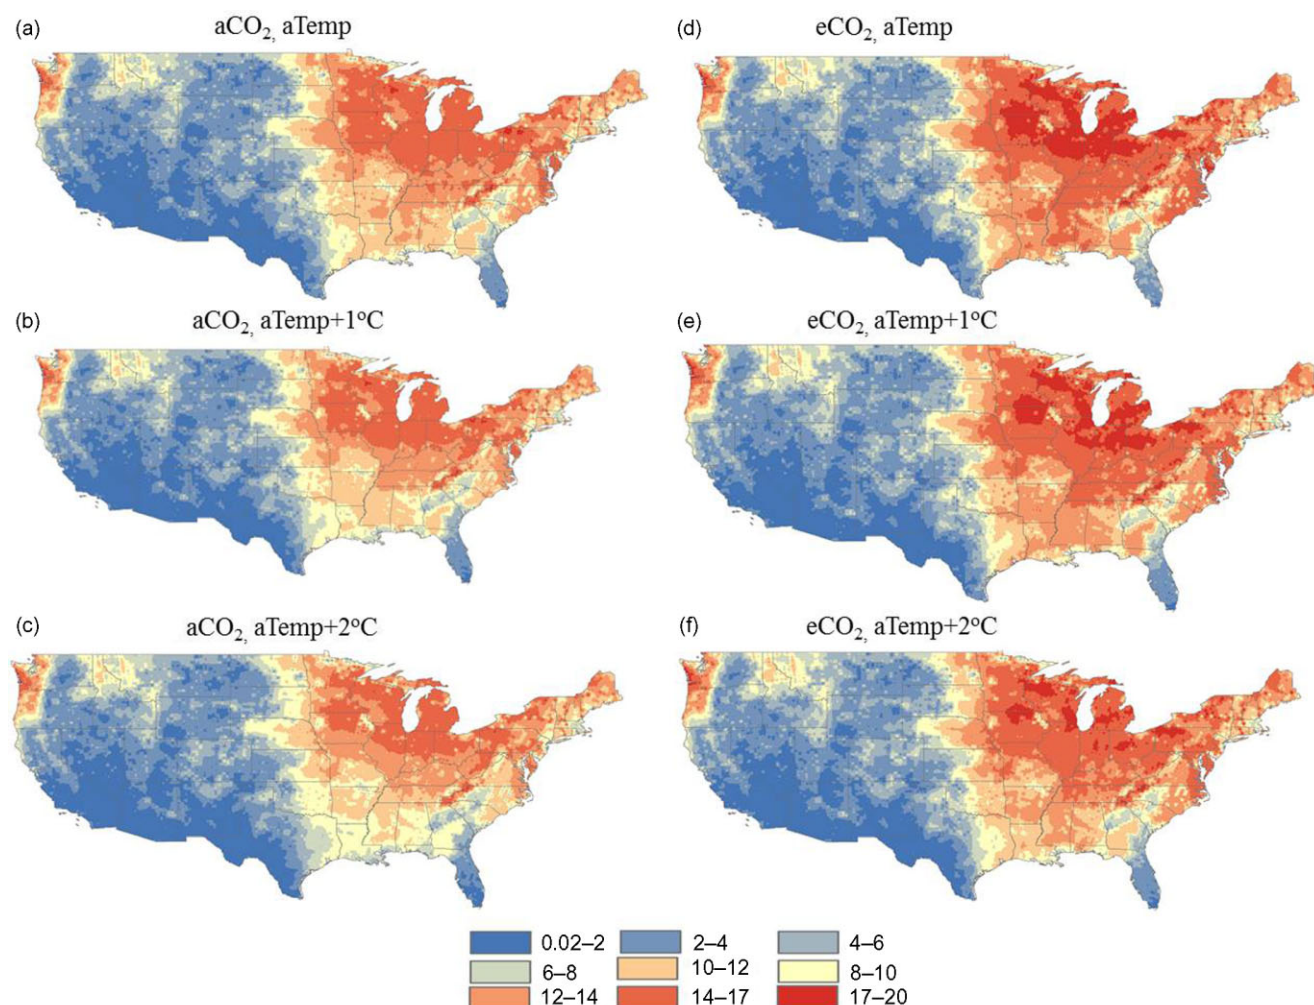 (a) aCO₂, aTemp
(d) eCO₂, aTemp
(b) aCO₂, aTemp+1°C
(e) eCO₂, aTemp+1°C
(c) aCO₂, aTemp+2°C
(f) eCO₂, aTemp+2°C
0.02–2 2–4 4–6
6–8 10–12 8–10
12–14 14–17 17–20